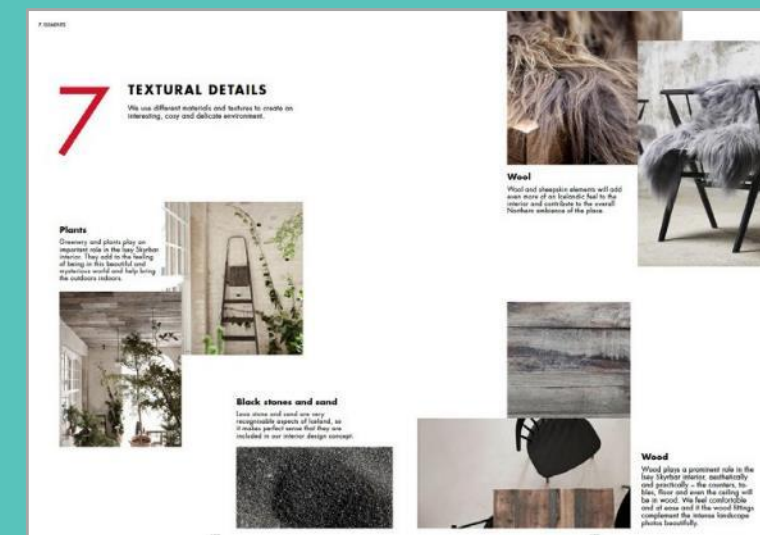 7 ELEMENTS
7
TEXTURAL DETAILS
We use different materials and textures to create an
interesting, cosy and delicate environment.
Wool
Wool and sheepskin elements will add
even more of an Icelandic feel to the
interior and contribute to the overall
Northern ambience of the place.
Plants
Greenery and plants play an
important role in the Isey Skyrbar
interior. They add to the feeling
of being in this beautiful and
mysterious world and help bring
the outdoors indoors.
Black stones and sand
Lava stone and sand are very
recognisable aspects of Iceland, so
it makes perfect sense that they are
included in our interior design concept.
Wood
Wood plays a prominent role in the
Isey Skyrbar interior, aesthetically
and practically – the counters, ta-
bles, floor and even the ceiling will
be in wood. We feel comfortable
and at ease and it the wood fittings
complement the intense landscape
photos beautifully.